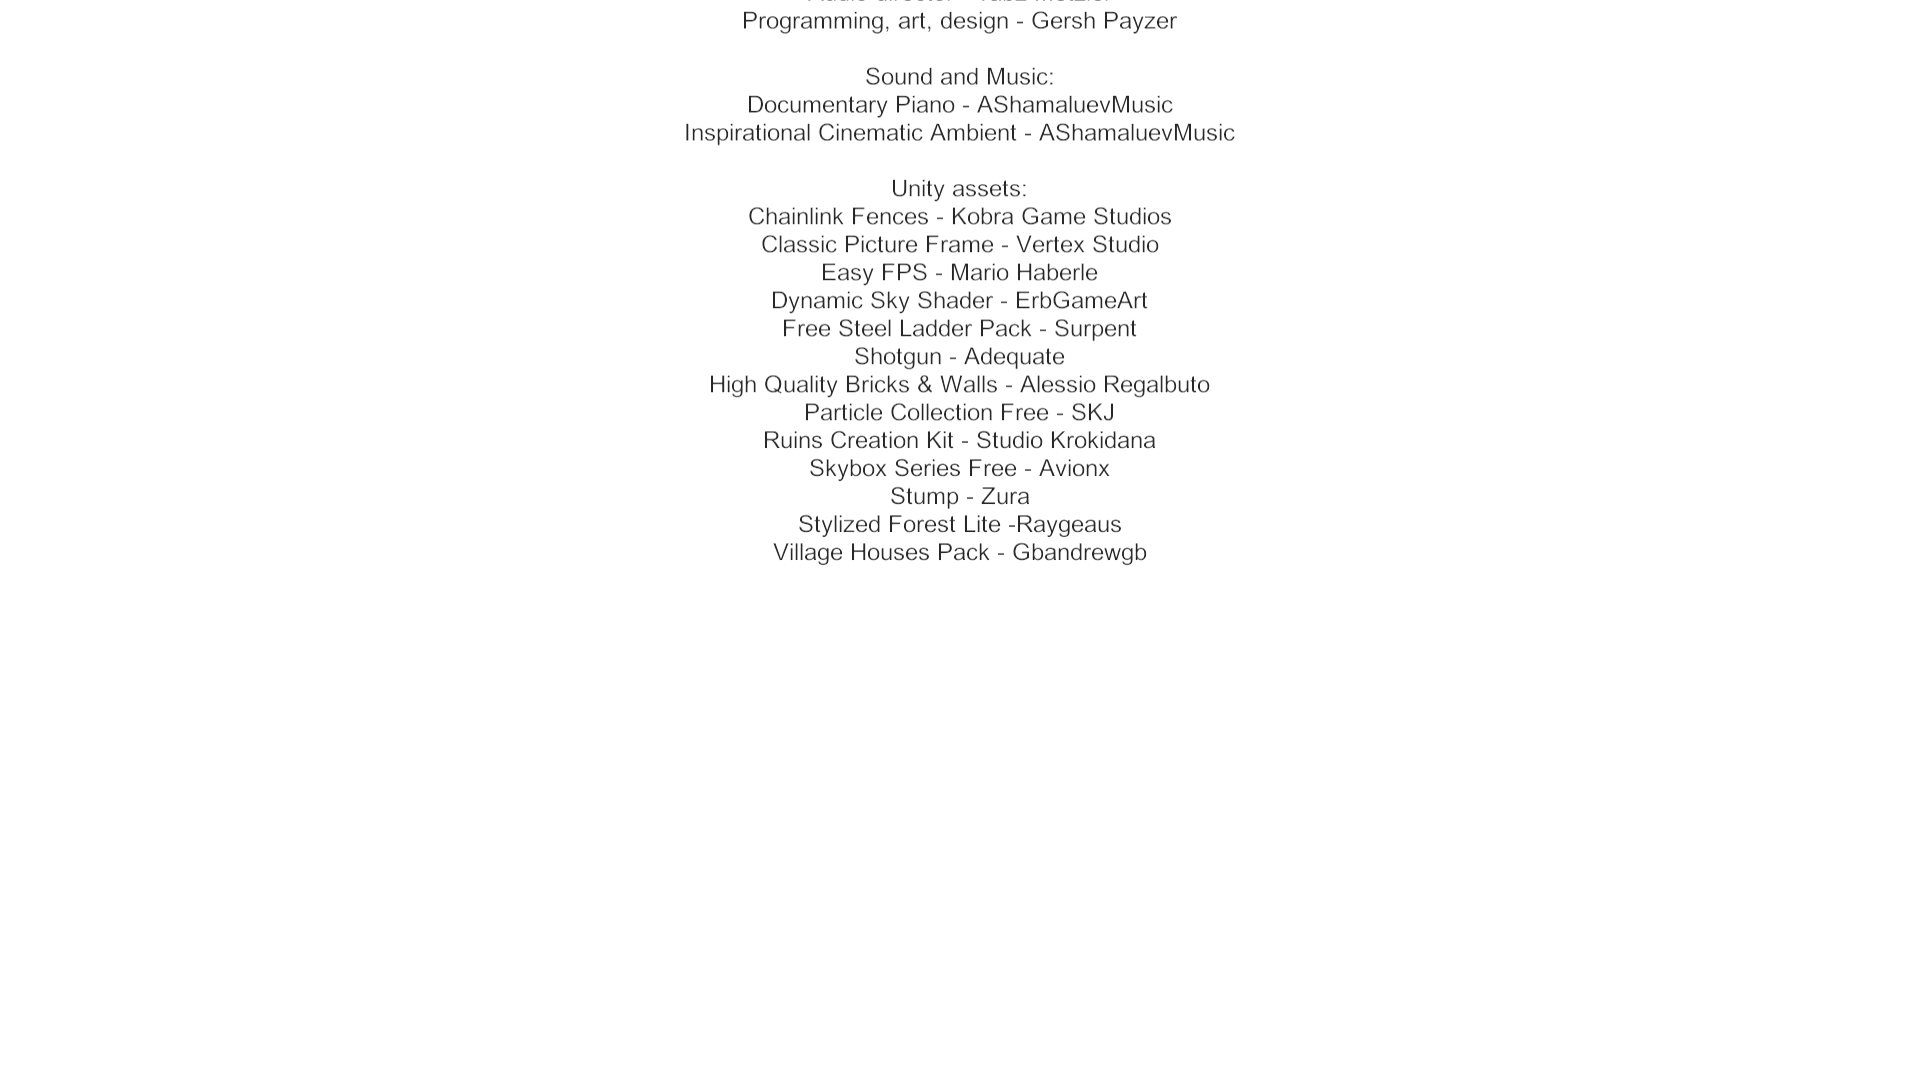 Programming, art, design - Gersh Payzer
Sound and Music:
Documentary Piano - AShamaluevMusic
Inspirational Cinematic Ambient - AShamaluevMusic
Unity assets:
Chainlink Fences - Kobra Game Studios
Classic Picture Frame - Vertex Studio
Easy FPS - Mario Haberle
Dynamic Sky Shader - ErbGameArt
Free Steel Ladder Pack - Surpent
Shotgun - Adequate
High Quality Bricks & Walls - Alessio Regalbuto
Particle Collection Free - SKJ
Ruins Creation Kit - Studio Krokidana
Skybox Series Free - Avionx
Stump - Zura
Stylized Forest Lite -Raygeaus
Village Houses Pack - Gbandrewgb